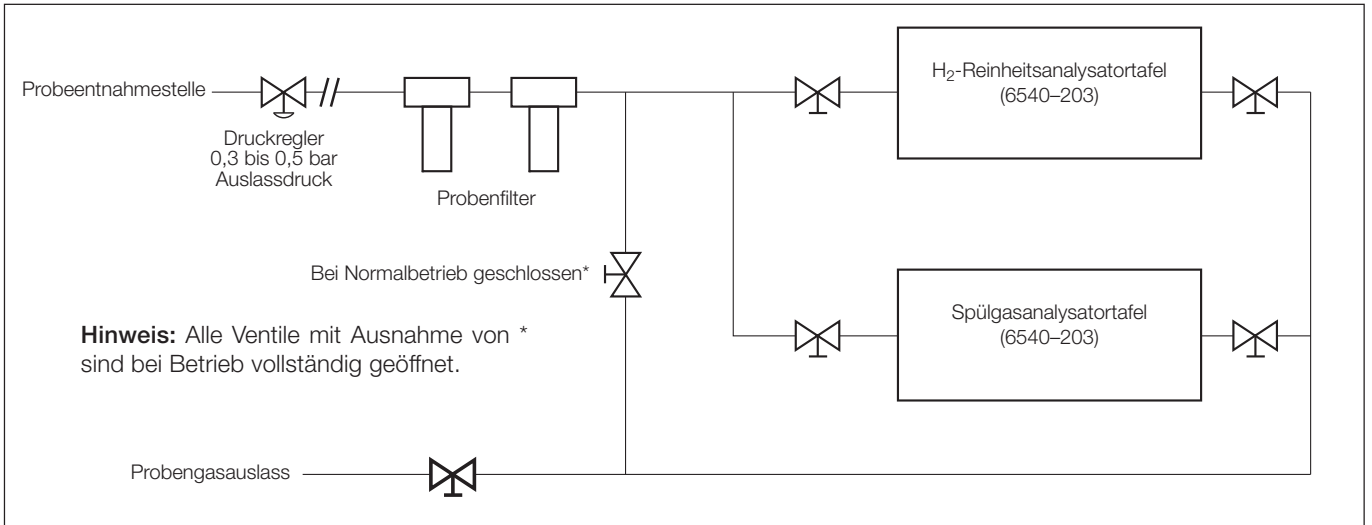 Probeentnahmestelle
Druckregler
0,3 bis 0,5 bar
Auslassdruck
Probenfilter
H₂-Reinheitsanalysatortafel
(6540–203)
Bei Normalbetrieb geschlossen*
Hinweis: Alle Ventile mit Ausnahme von *
sind bei Betrieb vollständig geöffnet.
Spülgasanalysatortafel
(6540–203)
Probengasauslass